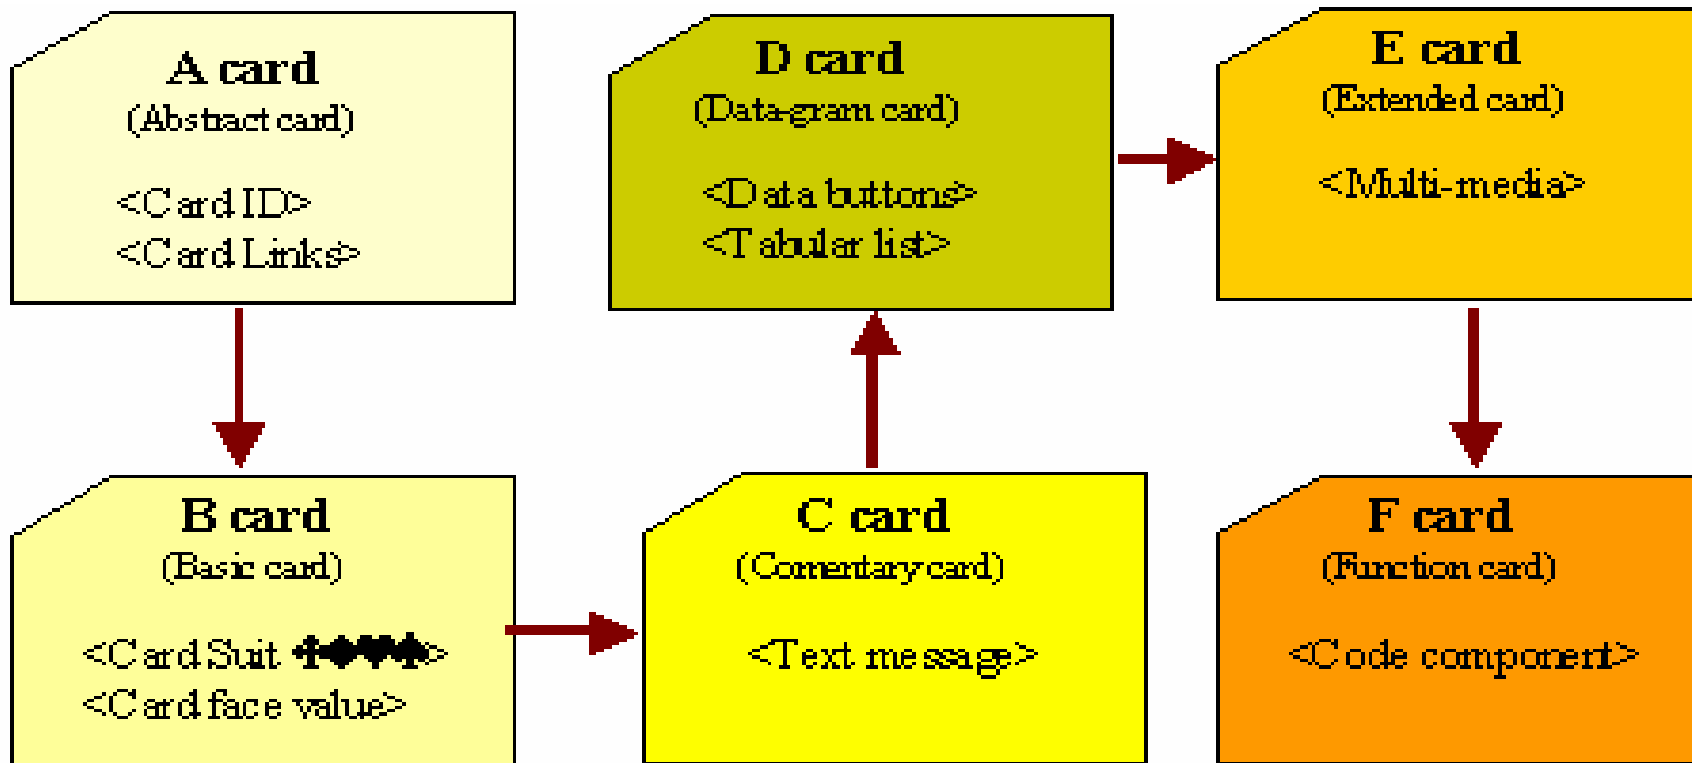 A card
(Abstract card)
<Card ID>
<Card Links>
B card
(Basic card)
<Card Suit ♣♦♥♠>
<Card face value>
C card
(Comentary card)
<Text message>
D card
(Data-gram card)
<Data buttons>
<Tabular list>
E card
(Extended card)
<Multi-media>
F card
(Function card)
<Code component>